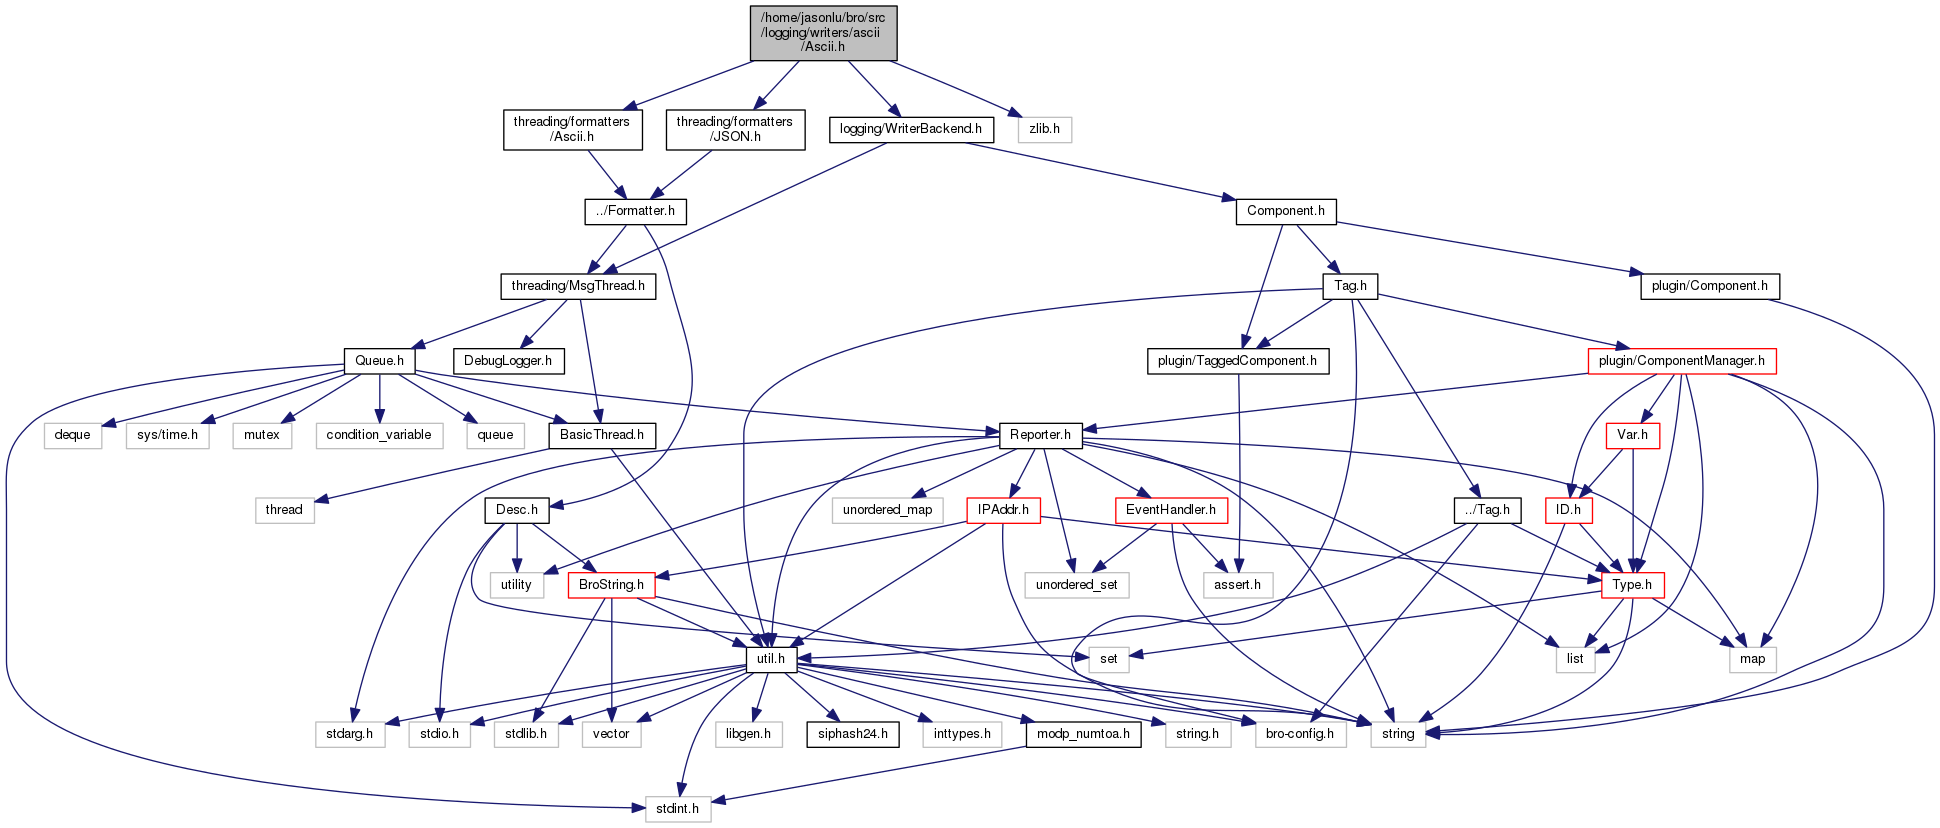 /home/jasonlu/bro/src
/logging/writers/ascii
/Ascii.h
threading/formatters
/Ascii.h
threading/formatters
/JSON.h
logging/WriterBackend.h
zlib.h
../Formatter.h
Component.h
threading/MsgThread.h
Tag.h
plugin/Component.h
Queue.h
DebugLogger.h
plugin/TaggedComponent.h
plugin/ComponentManager.h
deque
sys/time.h
mutex
condition_variable
queue
BasicThread.h
Reporter.h
Var.h
thread
Desc.h
unordered_map
IPAddr.h
EventHandler.h
../Tag.h
ID.h
utility
BroString.h
unordered_set
assert.h
Type.h
util.h
set
list
map
stdarg.h
stdio.h
stdlib.h
vector
libgen.h
siphash24.h
inttypes.h
modp_numtoa.h
string.h
bro-config.h
string
stdint.h